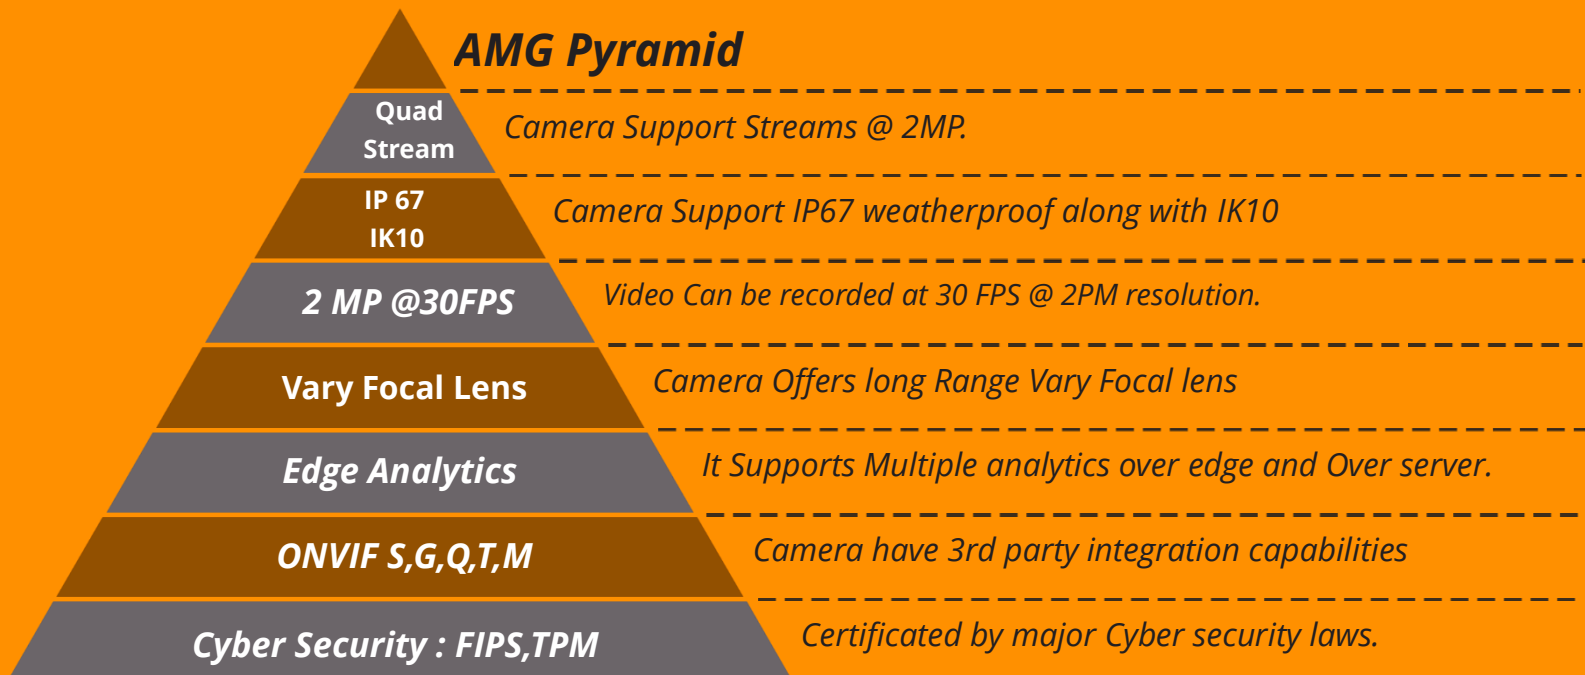 AMG Pyramid
Quad
Stream
Camera Support Streams @ 2MP.
IP 67
IK10
Camera Support IP67 weatherproof along with IK10
2 MP @30FPS
Video Can be recorded at 30 FPS @ 2PM resolution.
Vary Focal Lens
Camera Offers long Range Vary Focal lens
Edge Analytics
It Supports Multiple analytics over edge and Over server.
ONVIF S,G,Q,T,M
Camera have 3rd party integration capabilities
Cyber Security : FIPS,TPM
Certificated by major Cyber security laws.